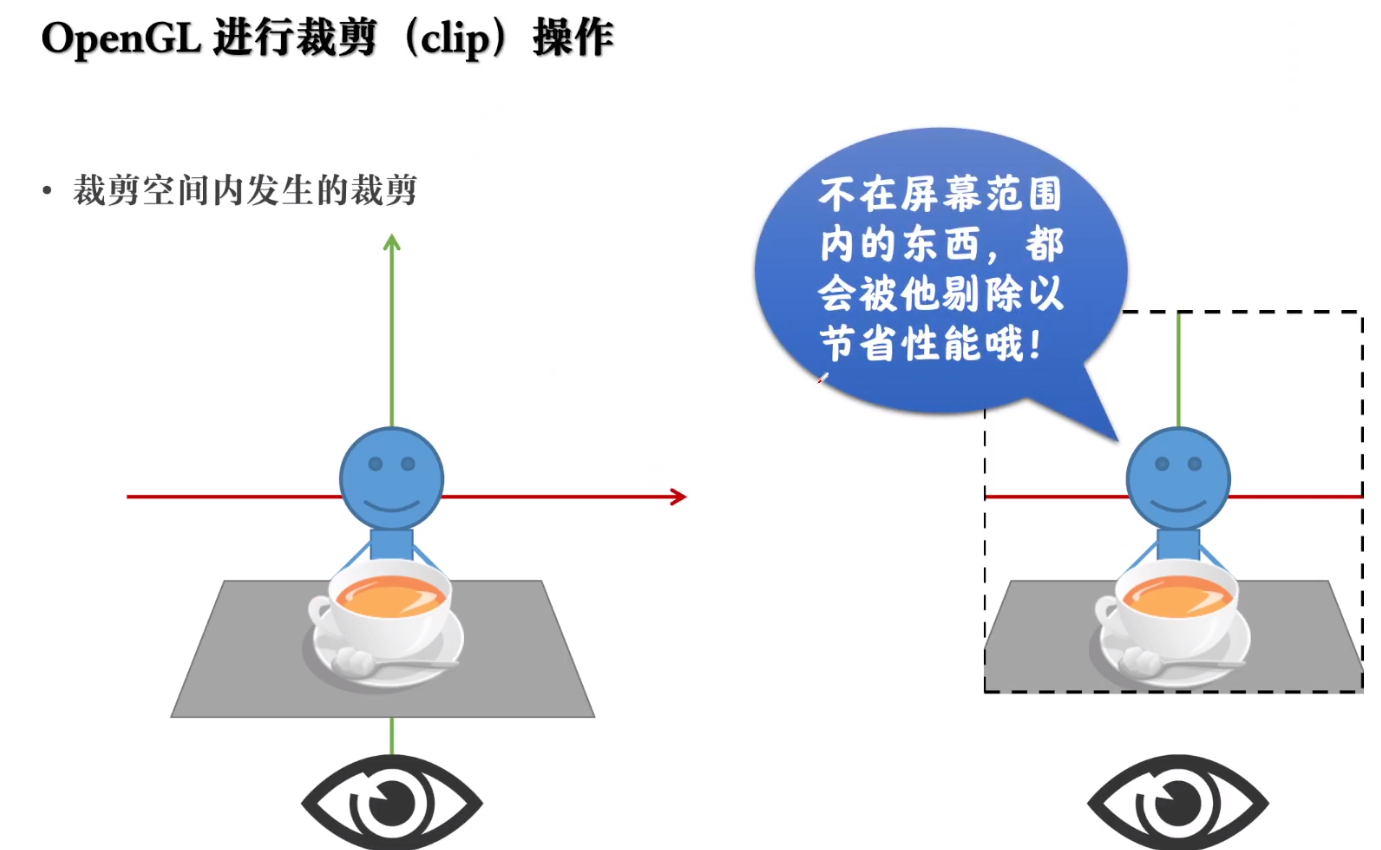 OpenGL 进行裁剪（clip）操作
• 裁剪空间内发生的裁剪
不在屏幕范围
内的东西，都
会被他剔除以
节省性能哦！